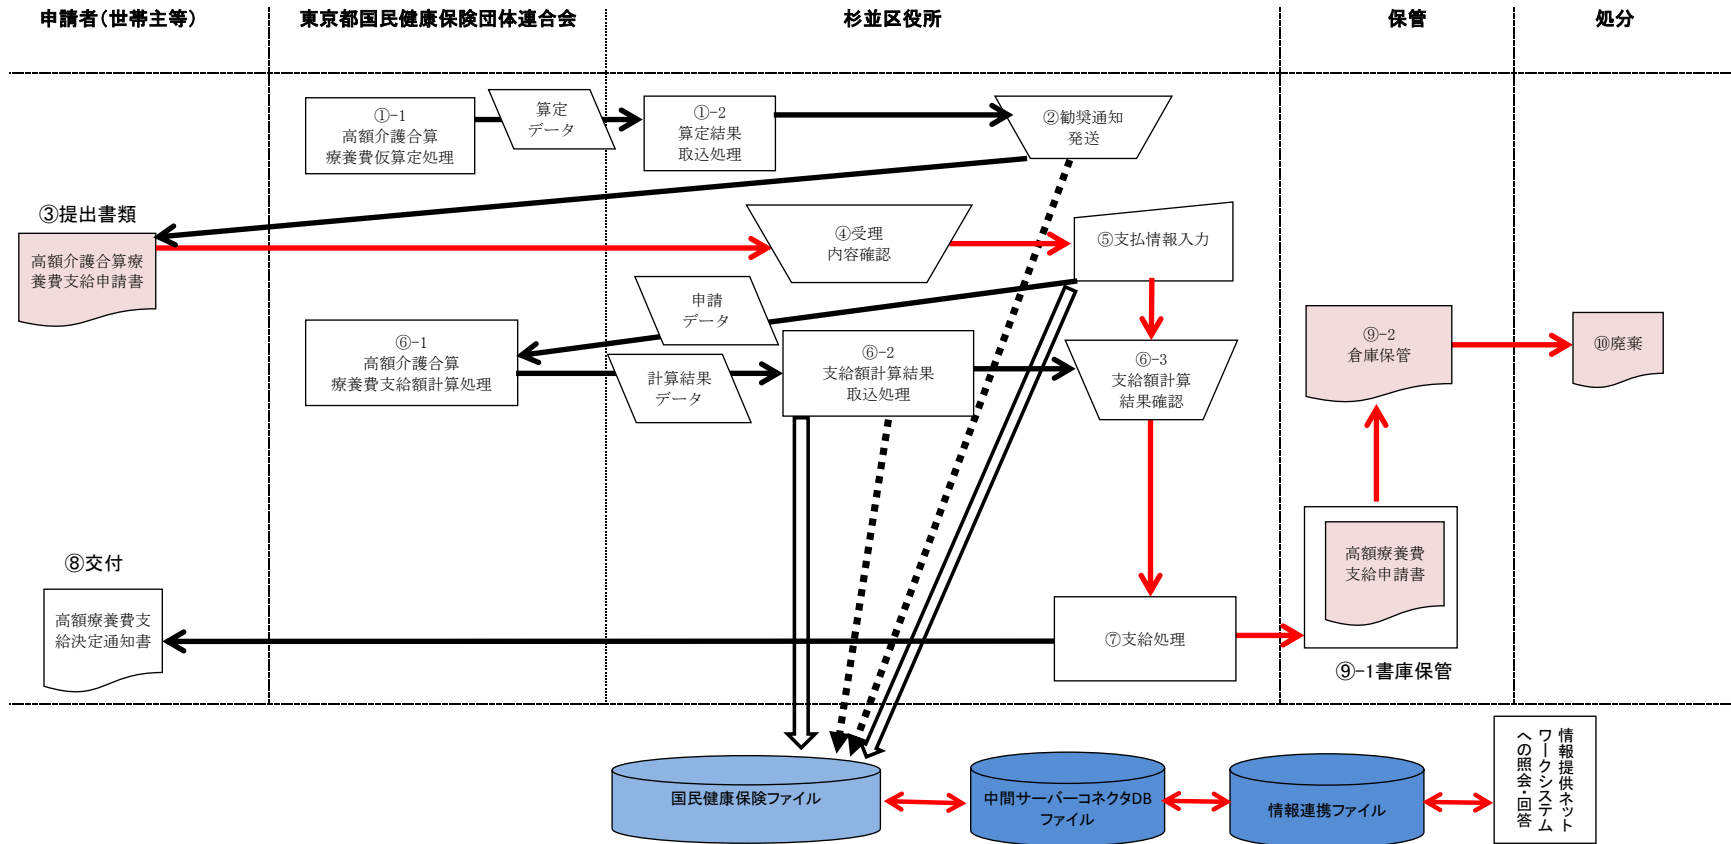 申請者（世帯主等）
東京都国民健康保険団体連合会
杉並区役所
保管
処分
①-1
高額介護合算
療養費仮算定処理
算定
データ
①-2
算定結果
取込処理
②勧奨通知
発送
③提出書類
高額介護合算療
養費支給申請書
④受理
内容確認
⑤支払情報入力
申請
データ
⑥-1
高額介護合算
療養費支給額計算処理
計算結果
データ
⑥-2
支給額計算結果
取込処理
⑥-3
支給額計算
結果確認
⑨-2
倉庫保管
⑩廃棄
高額療養費
支給申請書
⑨-1書庫保管
⑧交付
高額療養費支
給決定通知書
⑦支給処理
国民健康保険ファイル
中間サーバーコネクタDB
ファイル
情報連携ファイル
情報提供ネット
ワークシステム
への照会・回答